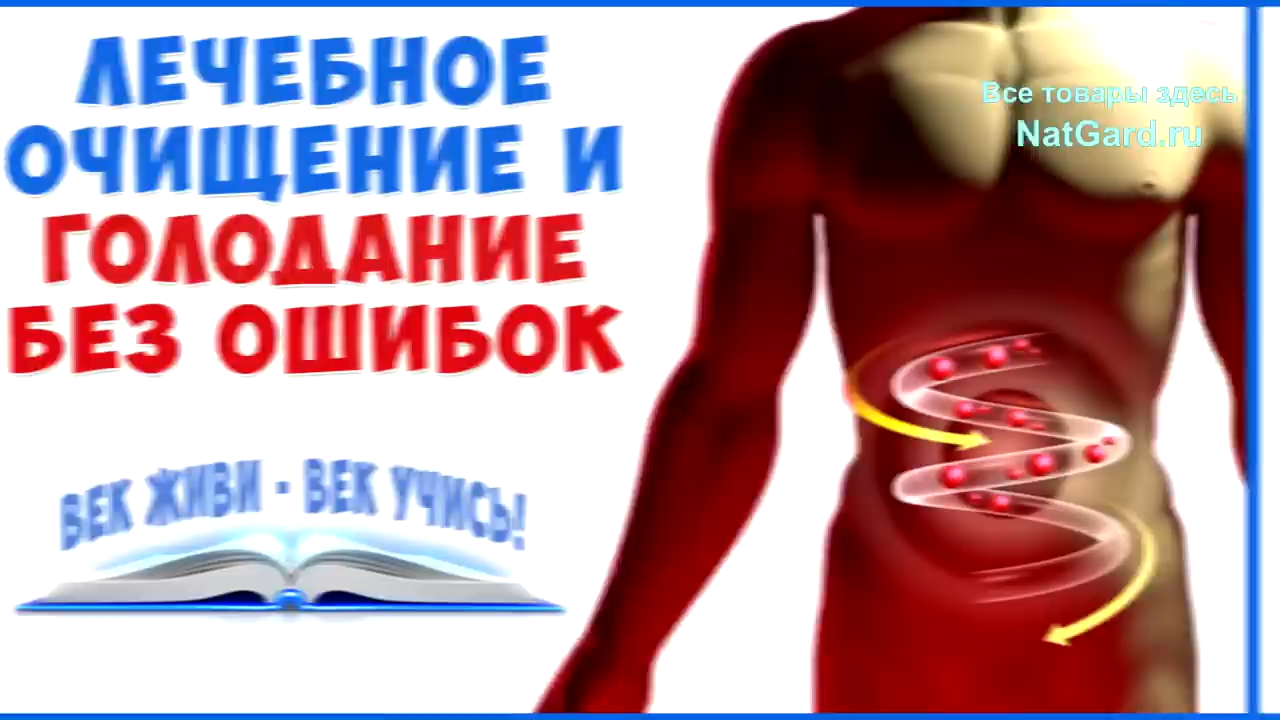 ЛЕЧЕБНОЕ
ОЧИЩЕНИЕ И
ГОЛОДАНИЕ
БЕЗ ОШИБОК
Все товары здесь
NatGard.ru
ВЕК ЖИВИ - ВЕК УЧИСЬ!